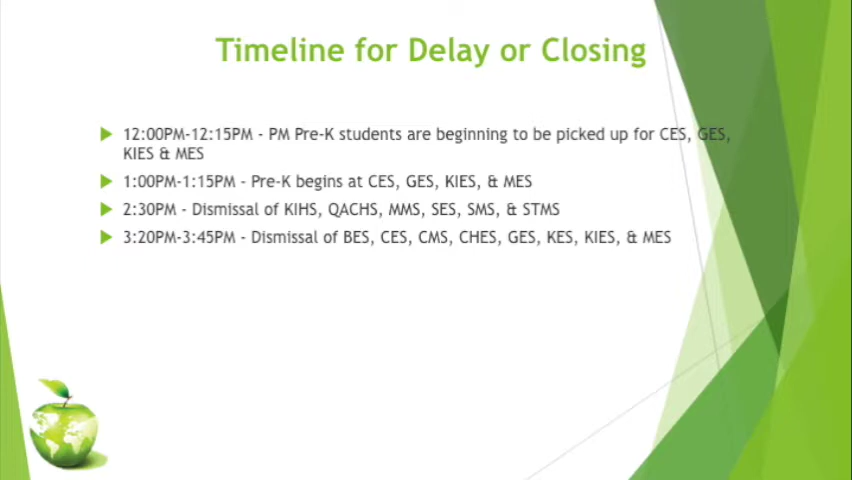 Timeline for Delay or Closing
12:00PM-12:15PM - PM Pre-K students are beginning to be picked up for CES, GES,
KIES & MES
1:00PM-1:15PM - Pre-K begins at CES, GES, KIES, & MES
2:30PM - Dismissal of KIHS, QACHS, MMS, SES, SMS, & STMS
3:20PM-3:45PM - Dismissal of BES, CES, CMS, CHES, GES, KES, KIES, & MES